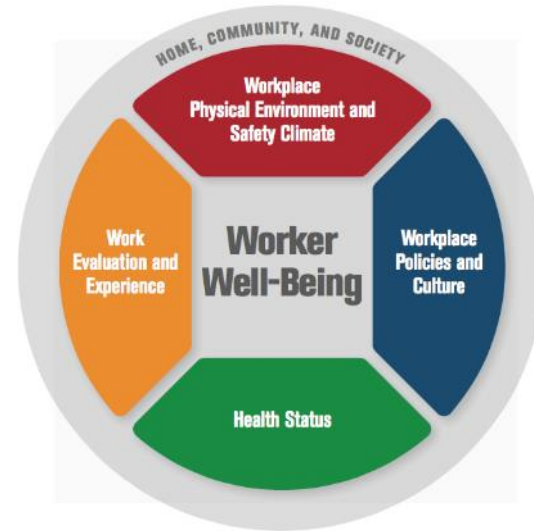 HOME, COMMUNITY, AND SOCIETY
Workplace
Physical Environment and
Safety Climate
Work
Evaluation and
Experience
Worker
Well-Being
Workplace
Policies and
Culture
Health Status